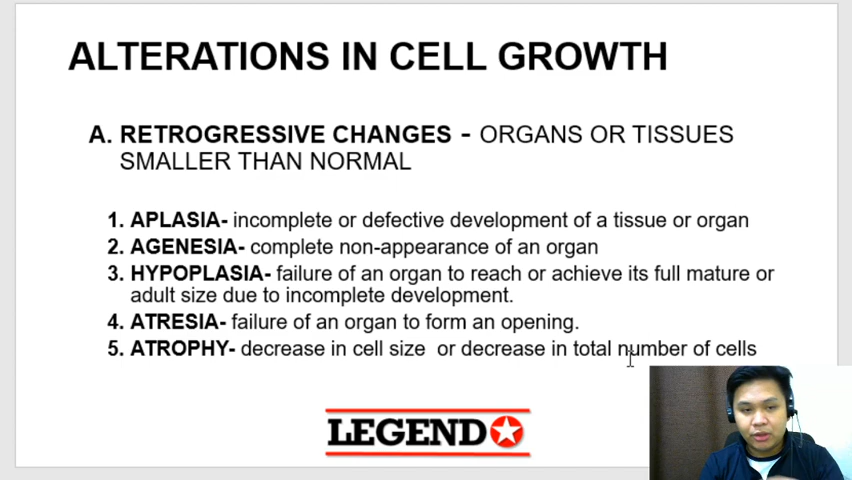 ALTERATIONS IN CELL GROWTH
A. RETROGRESSIVE CHANGES - ORGANS OR TISSUES
SMALLER THAN NORMAL
1. APLASIA- incomplete or defective development of a tissue or organ
2. AGENESIA- complete non-appearance of an organ
3. HYPOPLASIA- failure of an organ to reach or achieve its full mature or
adult size due to incomplete development.
4. ATRESIA- failure of an organ to form an opening.
5. ATROPHY- decrease in cell size or decrease in total number of cells
LEGEND